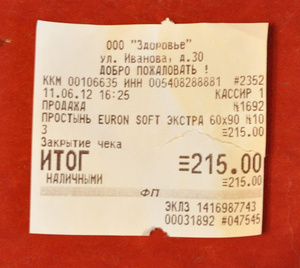 ООО "Здоровье"
ул. Иванова, д.30
ДОБРО ПОЖАЛОВАТЬ !
ККМ 00106635 ИНН 005408288881 #2352
11.06.12 16:25 КАССИР 1
ПРОДАЖА №1692
ПРОСТЫНЬ EURON SOFT ЭКСТРА 60x90 №10
3 ≡215.00
Закрытие чека
ИТОГ ≡215.00
НАЛИЧНЫМИ ≡215.00
ФП
ЭКЛЗ 1416987743
00031892 #047545